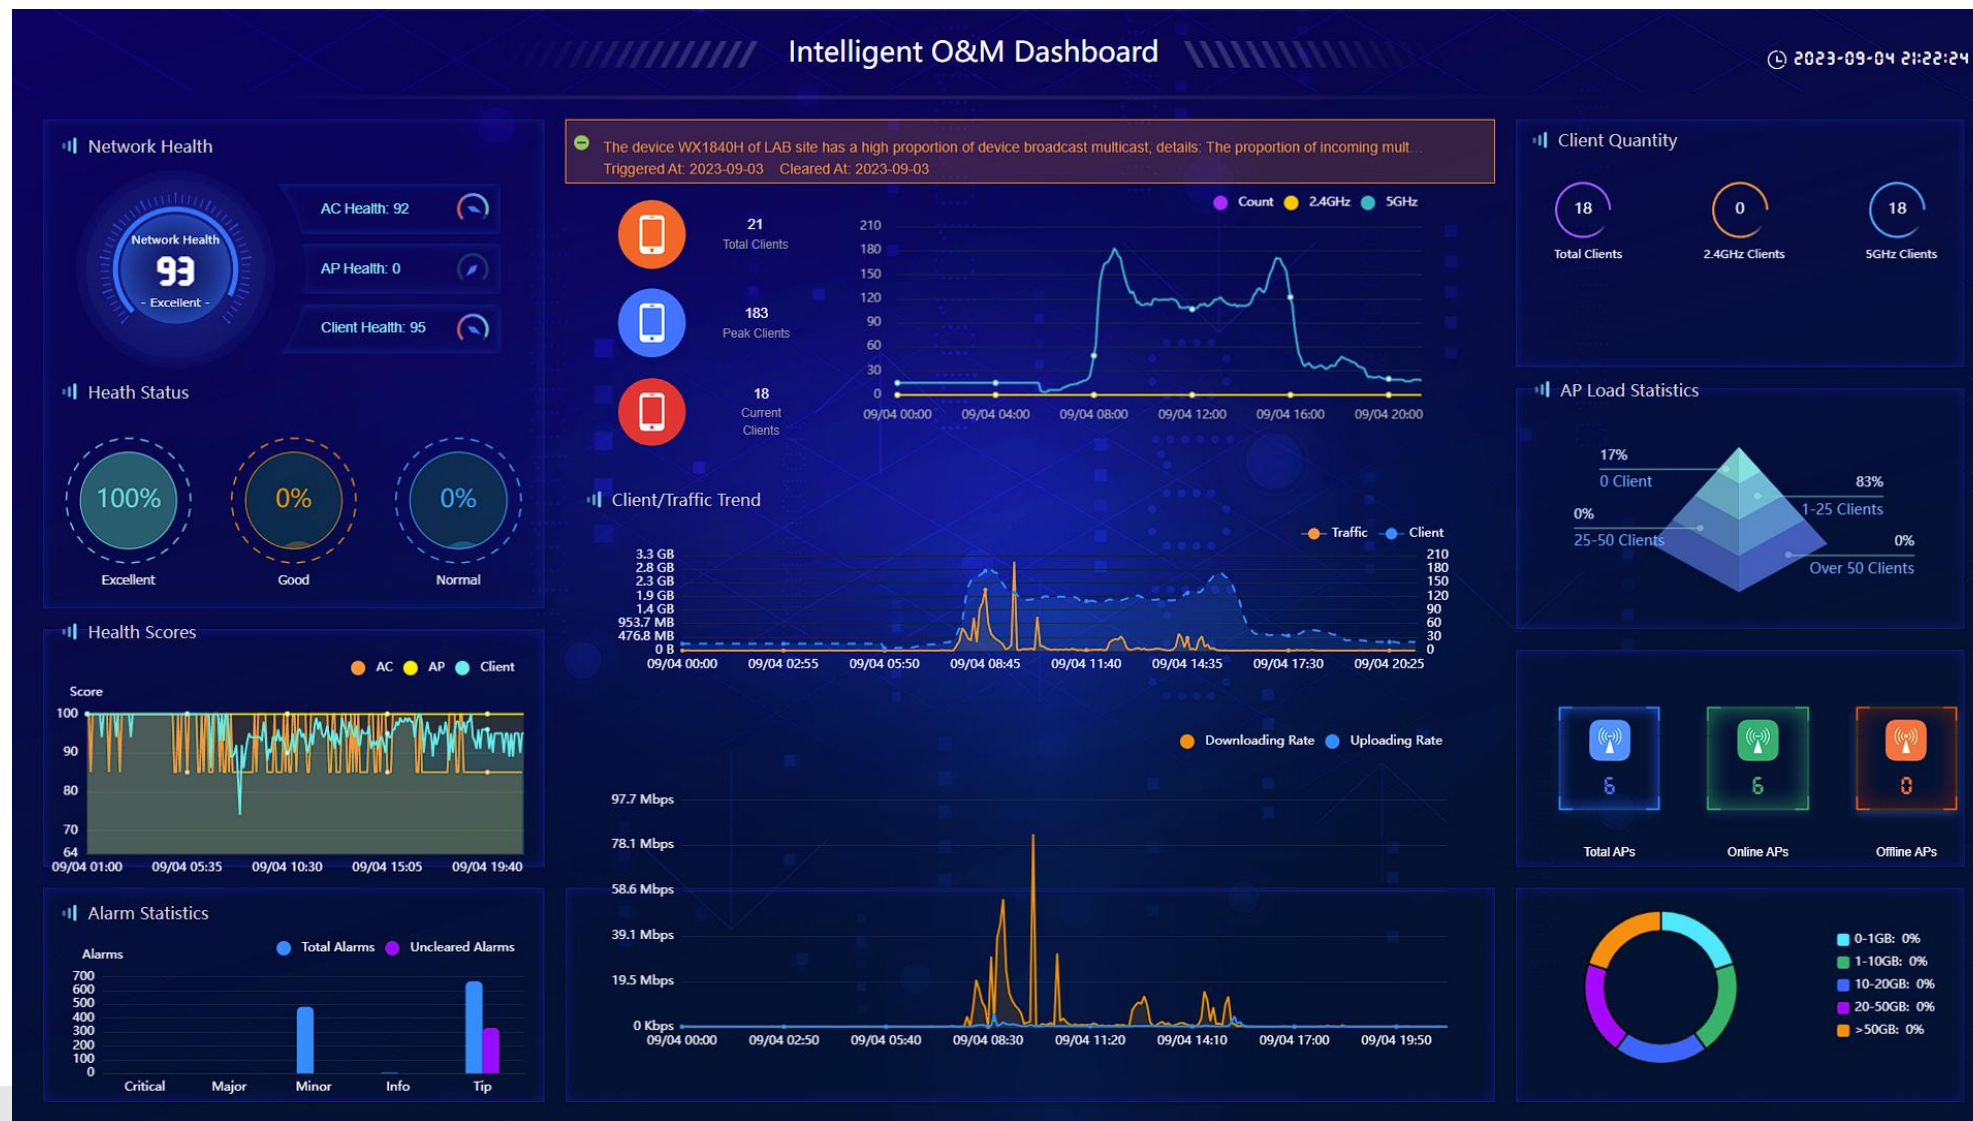 Intelligent O&M Dashboard
2023-09-04 21:22:24
Network Health
Network Health
93
- Excellent -
AC Health: 92
AP Health: 0
Client Health: 95
Heath Status
100%
0%
0%
Excellent
Good
Normal
Health Scores
AC
AP
Client
Score
100
90
80
70
64
09/04 01:00
09/04 05:35
09/04 10:30
09/04 15:05
09/04 19:40
Alarm Statistics
Total Alarms
Uncleared Alarms
Alarms
700
600
500
400
300
200
100
0
Critical
Major
Minor
Info
Tip
The device WX1840H of LAB site has a high proportion of device broadcast multicast, details: The proportion of incoming mult...
Triggered At: 2023-09-03 Cleared At: 2023-09-03
21
Total Clients
183
Peak Clients
18
Current
Clients
Count
2.4GHz
5GHz
210
180
150
120
90
60
30
0
09/04 00:00
09/04 04:00
09/04 08:00
09/04 12:00
09/04 16:00
09/04 20:00
Client/Traffic Trend
Traffic
Client
3.3 GB
2.8 GB
2.3 GB
1.9 GB
1.4 GB
953.7 MB
476.8 MB
0 B
210
180
150
120
90
60
30
0
09/04 00:00
09/04 02:55
09/04 05:50
09/04 08:45
09/04 11:40
09/04 14:35
09/04 17:30
09/04 20:25
Downloading Rate
Uploading Rate
97.7 Mbps
78.1 Mbps
58.6 Mbps
39.1 Mbps
19.5 Mbps
0 Kbps
09/04 00:00
09/04 02:50
09/04 05:40
09/04 08:30
09/04 11:20
09/04 14:10
09/04 17:00
09/04 19:50
Client Quantity
18
0
18
Total Clients
2.4GHz Clients
5GHz Clients
AP Load Statistics
17%
0 Client
83%
1-25 Clients
0%
25-50 Clients
0%
Over 50 Clients
6
6
0
Total APs
Online APs
Offline APs
0-1GB: 0%
1-10GB: 0%
10-20GB: 0%
20-50GB: 0%
>50GB: 0%